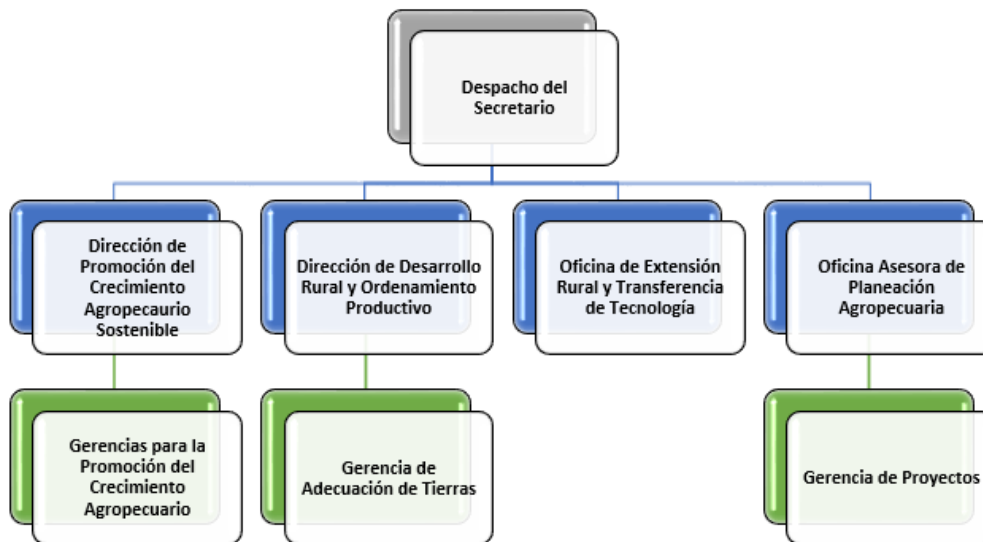 Despacho del
Secretario
Dirección de
Promoción del
Crecimiento
Agropecaurio
Sostenible
Dirección de Desarrollo
Rural y Ordenamiento
Productivo
Oficina de Extensión
Rural y Transferencia
de Tecnología
Oficina Asesora de
Planeación
Agropecuaria
Gerencias para la
Promoción del
Crecimiento
Agropecuario
Gerencia de
Adecuación de Tierras
Gerencia de Proyectos